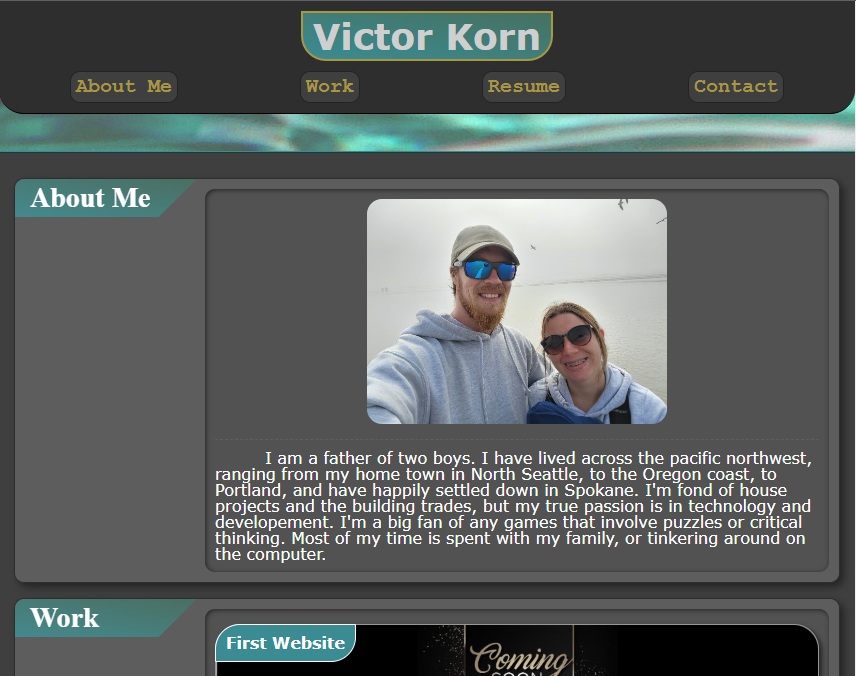 Victor Korn
About Me
Work
Resume
Contact
About Me
I am a father of two boys. I have lived across the pacific northwest,
ranging from my home town in North Seattle, to the Oregon coast, to
Portland, and have happily settled down in Spokane. I'm fond of house
projects and the building trades, but my true passion is in technology and
developement. I'm a big fan of any games that involve puzzles or critical
thinking. Most of my time is spent with my family, or tinkering around on
the computer.
Work
First Website
Coming
SOON